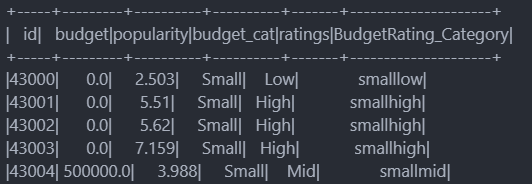 +-----+--------+----------+----------+-------+---------------------+
| id| budget|popularity|budget_cat|ratings|BudgetRating_Category|
+-----+--------+----------+----------+-------+---------------------+
|43000| 0.0| 2.503| Small| Low| smalllow|
|43001| 0.0| 5.51| Small| High| smallhigh|
|43002| 0.0| 5.62| Small| High| smallhigh|
|43003| 0.0| 7.159| Small| High| smallhigh|
|43004| 500000.0| 3.988| Small| Mid| smallmid|